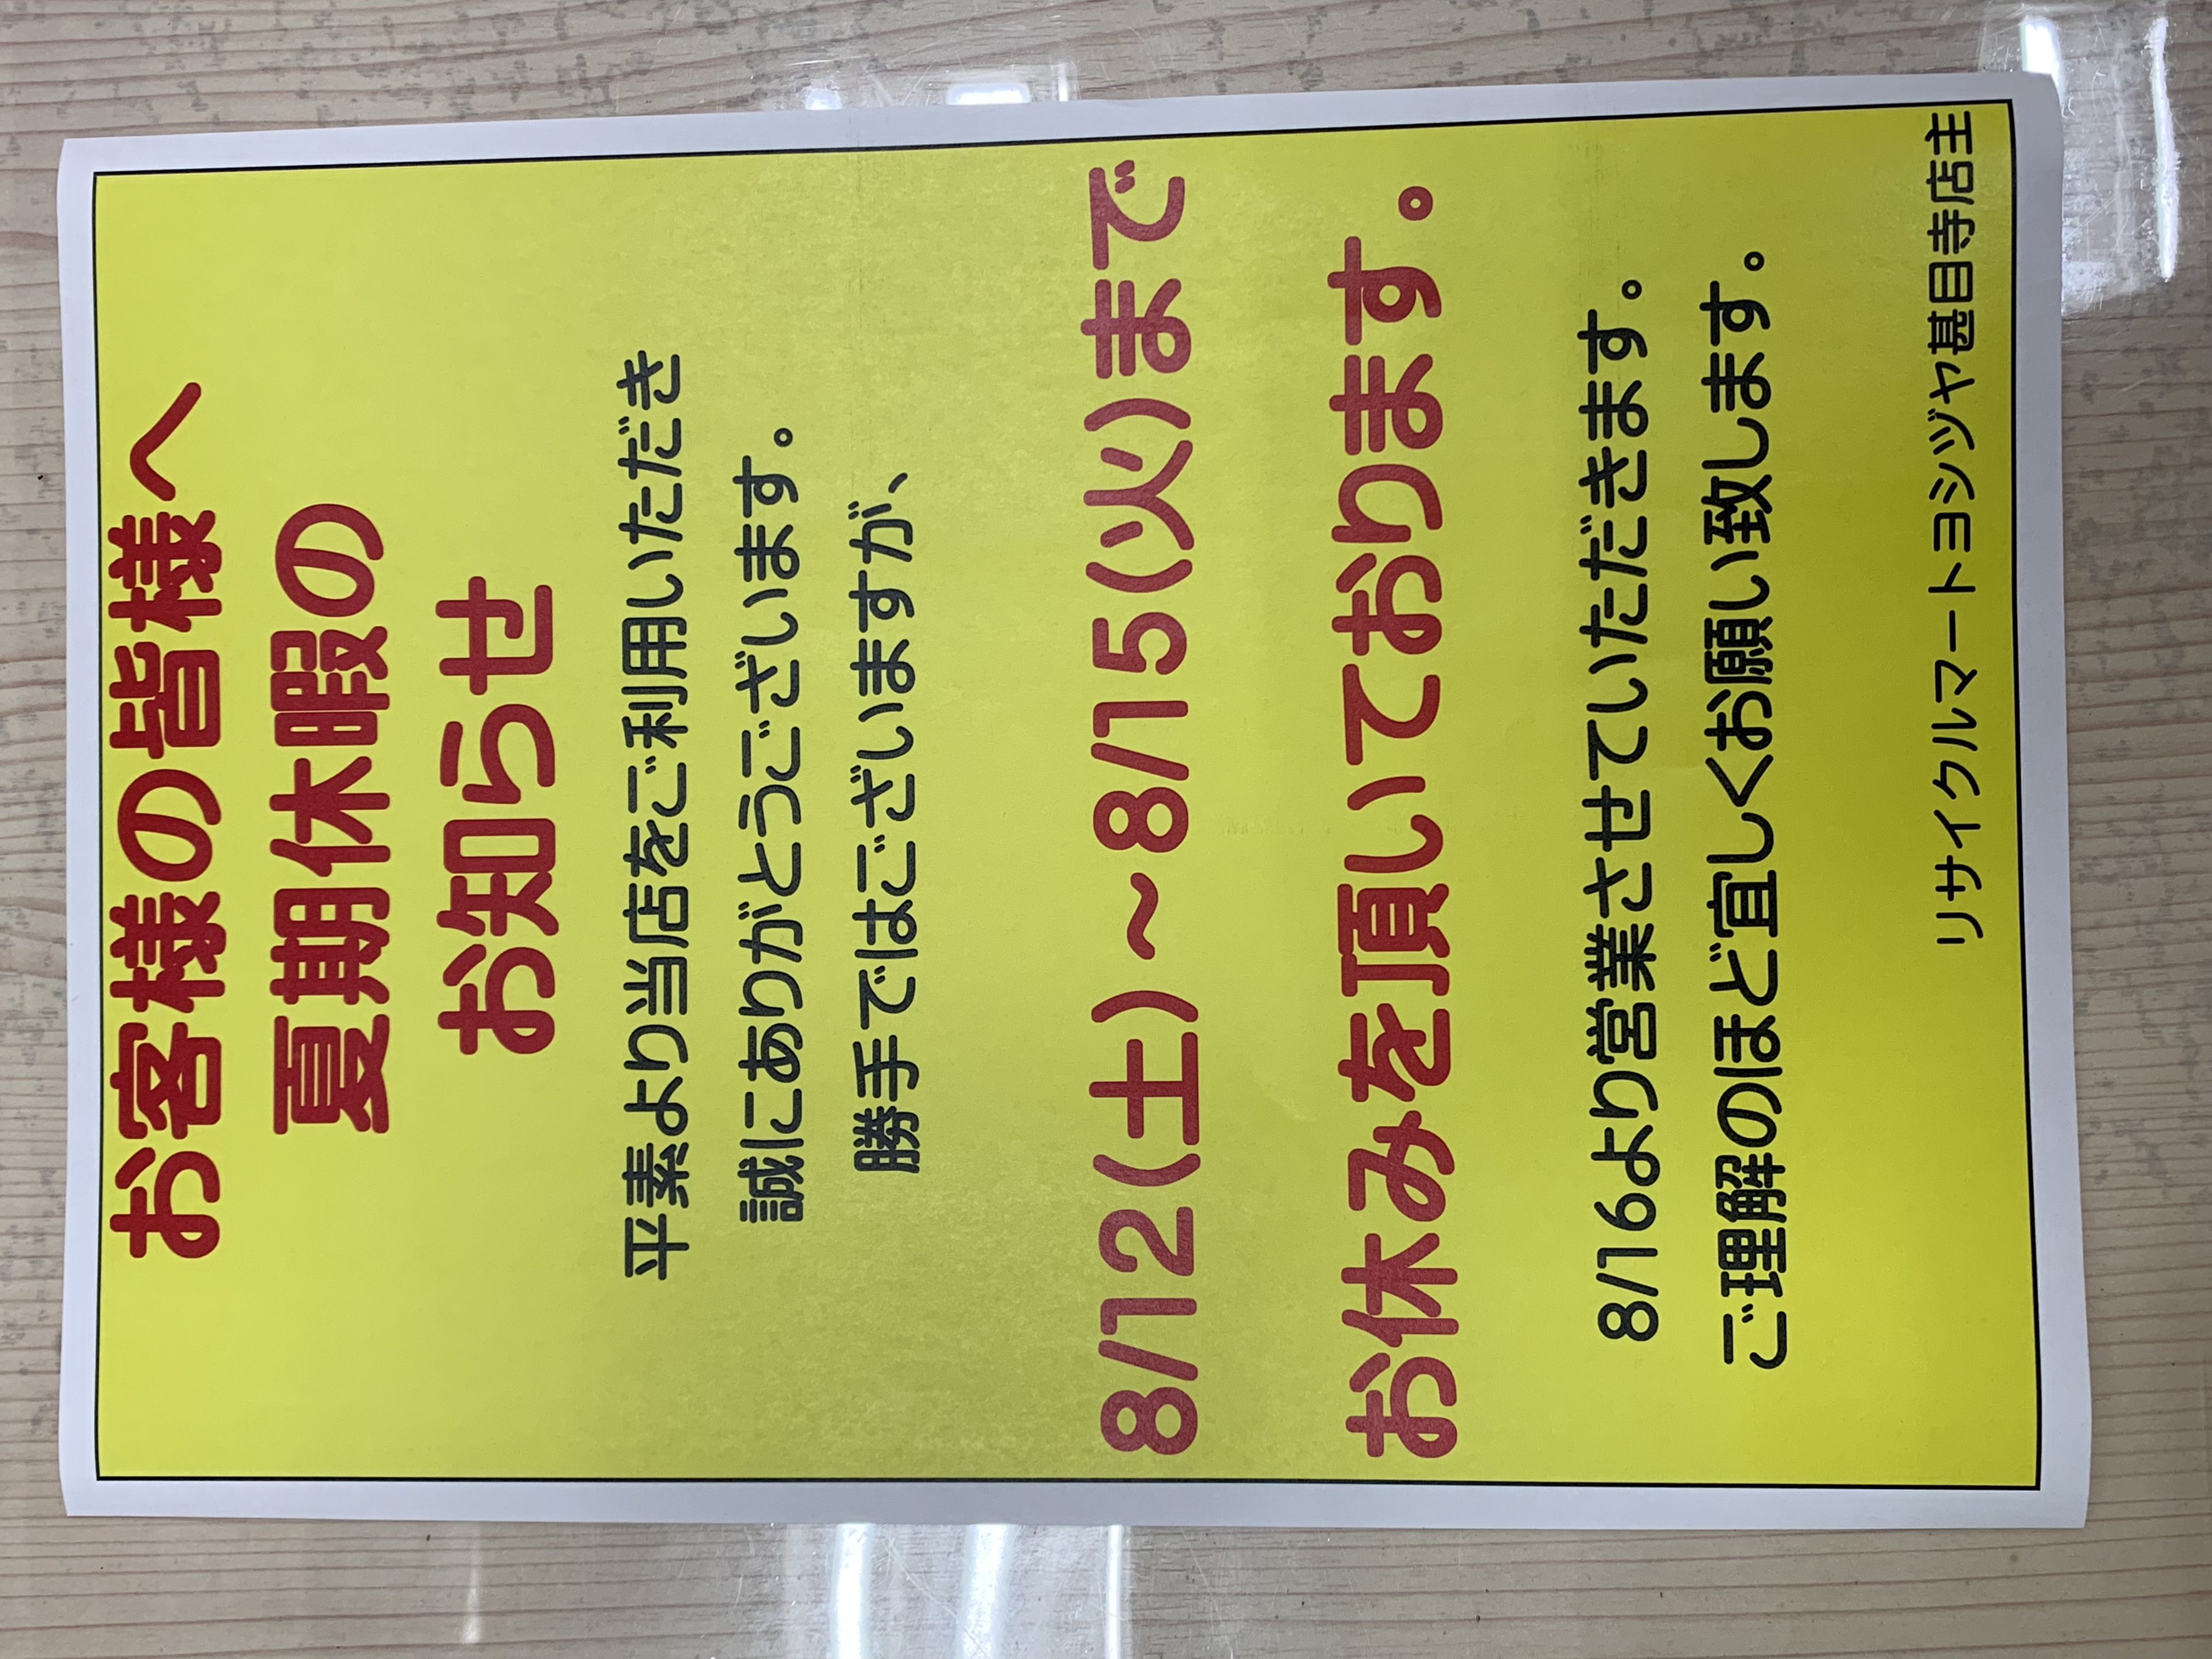 お客様の皆様へ
夏期休暇の
お知らせ
平素より当店をご利用いただき
誠にありがとうございます。
勝手ではございますが、
8/12(土)～8/15(火)まで
お休みを頂いております。
8/16より営業させていただきます。
ご理解のほど宜しくお願い致します。
リサイクルマートヨシヅヤ甚目寺店主